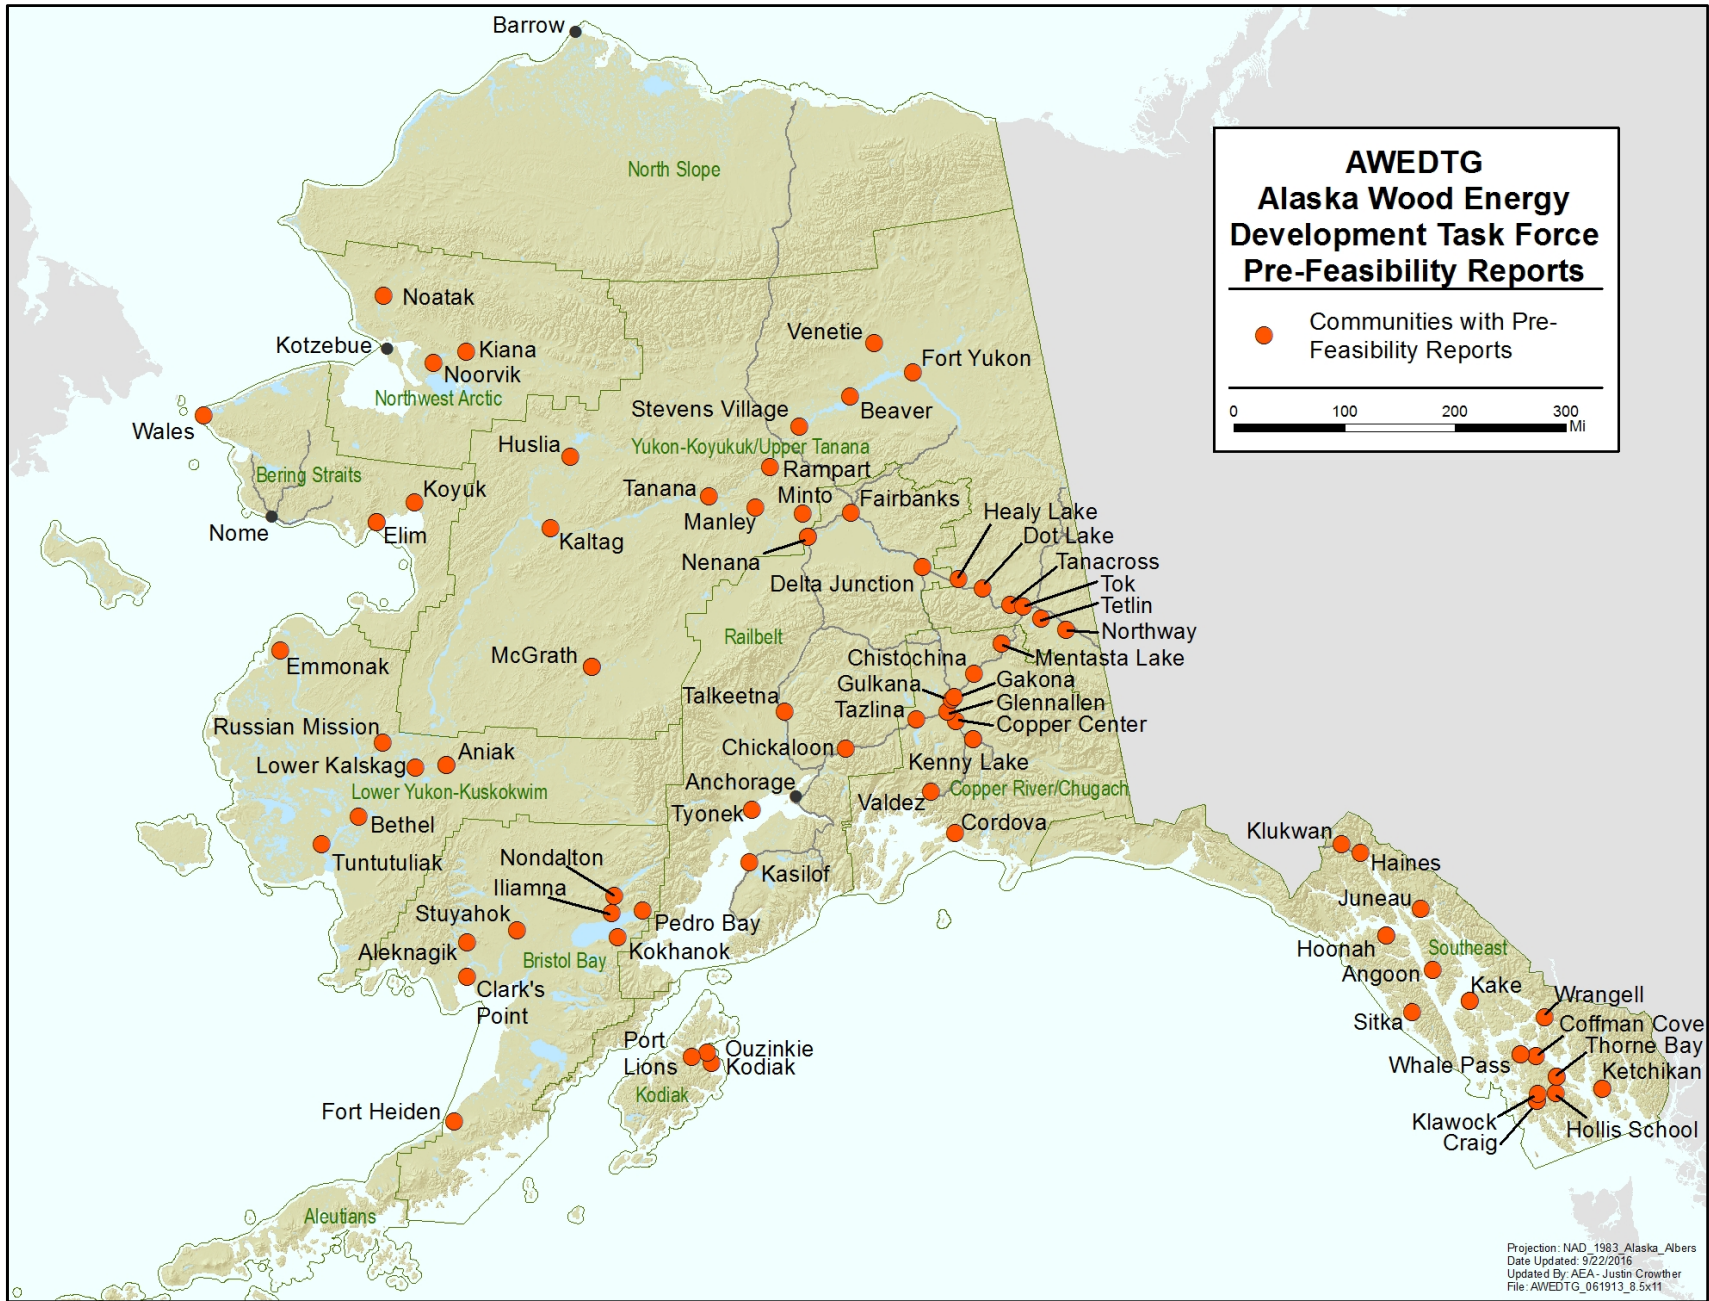 Barrow
AWEDTG
Alaska Wood Energy
Development Task Force
Pre-Feasibility Reports
Communities with Pre-
Feasibility Reports
0 100 200 300
Mi
North Slope
Noatak
Kotzebue
Kiana
Noorvik
Northwest Arctic
Venetie
Fort Yukon
Beaver
Stevens Village
Wales
Huslia
Yukon-Koyukuk/Upper Tanana
Rampart
Bering Straits
Koyuk
Tanana
Minto
Fairbanks
Manley
Healy Lake
Nome
Elim
Kaltag
Dot Lake
Nenana
Tanacross
Delta Junction
Tok
Tetlin
Northway
Railbelt
Emmonak
McGrath
Chistochina
Mentasta Lake
Gulkana
Gakona
Talkeetna
Glennallen
Tazlina
Copper Center
Russian Mission
Chickaloon
Aniak
Lower Kalskag
Kenny Lake
Anchorage
Lower Yukon-Kuskokwim
Copper River/Chugach
Valdez
Tyonek
Bethel
Cordova
Klukwan
Tuntutuliak
Nondalton
Haines
Kasilof
Iliamna
Juneau
Stuyahok
Pedro Bay
Aleknagik
Kokhanok
Hoonah
Southeast
Bristol Bay
Angoon
Clark's
Point
Kake
Wrangell
Sitka
Coffman Cove
Port
Lions
Ouzinkie
Kodiak
Thorne Bay
Whale Pass
Ketchikan
Kodiak
Fort Heiden
Klawock
Craig
Hollis School
Aleutians
Projection: NAD_1983_Alaska_Albers
Date Updated: 9/22/2016
Updated By: AEA - Justin Crowther
File: AWEDTG_061913_8.5x11